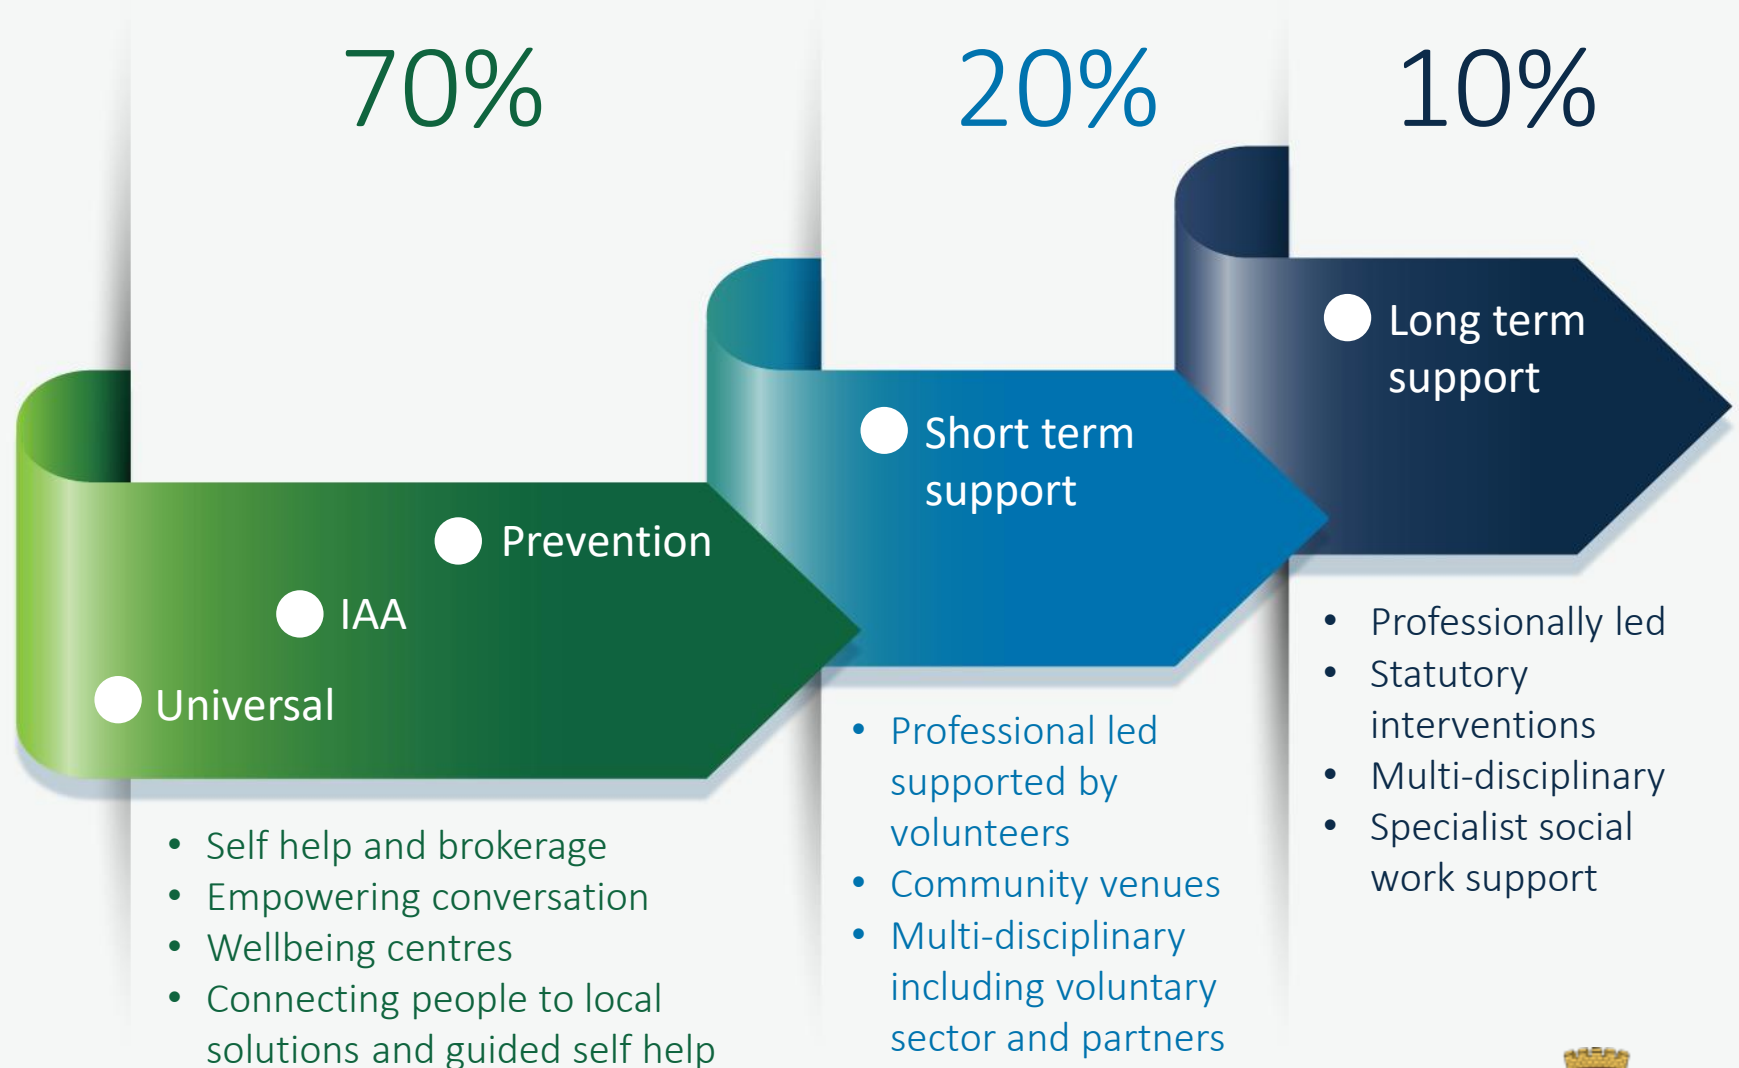 70%
20%
10%
Long term
support
Short term
support
Prevention
IAA
Universal
• Self help and brokerage
• Empowering conversation
• Wellbeing centres
• Connecting people to local
solutions and guided self help
• Professional led
supported by
volunteers
• Community venues
• Multi-disciplinary
including voluntary
sector and partners
• Professionally led
• Statutory
interventions
• Multi-disciplinary
• Specialist social
work support